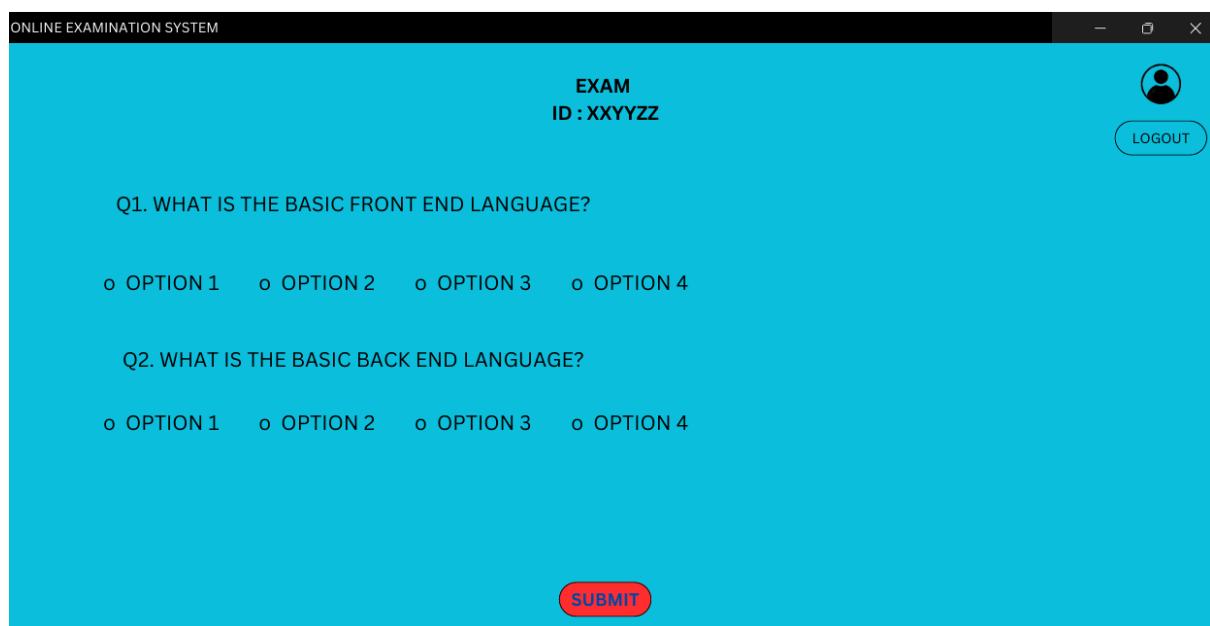 ONLINE EXAMINATION SYSTEM
EXAM
ID : XXYYZZ
LOGOUT
Q1. WHAT IS THE BASIC FRONT END LANGUAGE?
o OPTION 1 o OPTION 2 o OPTION 3 o OPTION 4
Q2. WHAT IS THE BASIC BACK END LANGUAGE?
o OPTION 1 o OPTION 2 o OPTION 3 o OPTION 4
SUBMIT